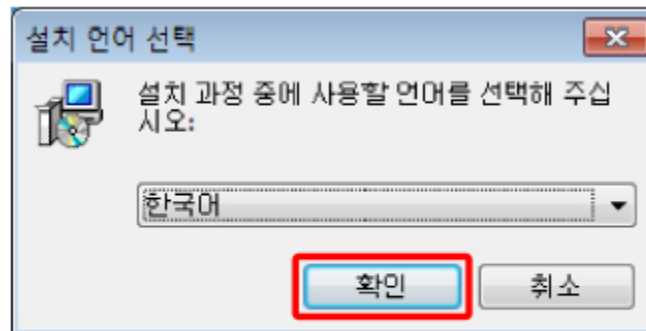 설치 언어 선택
설치 과정 중에 사용할 언어를 선택해 주십
시오:
한국어
확인
취소